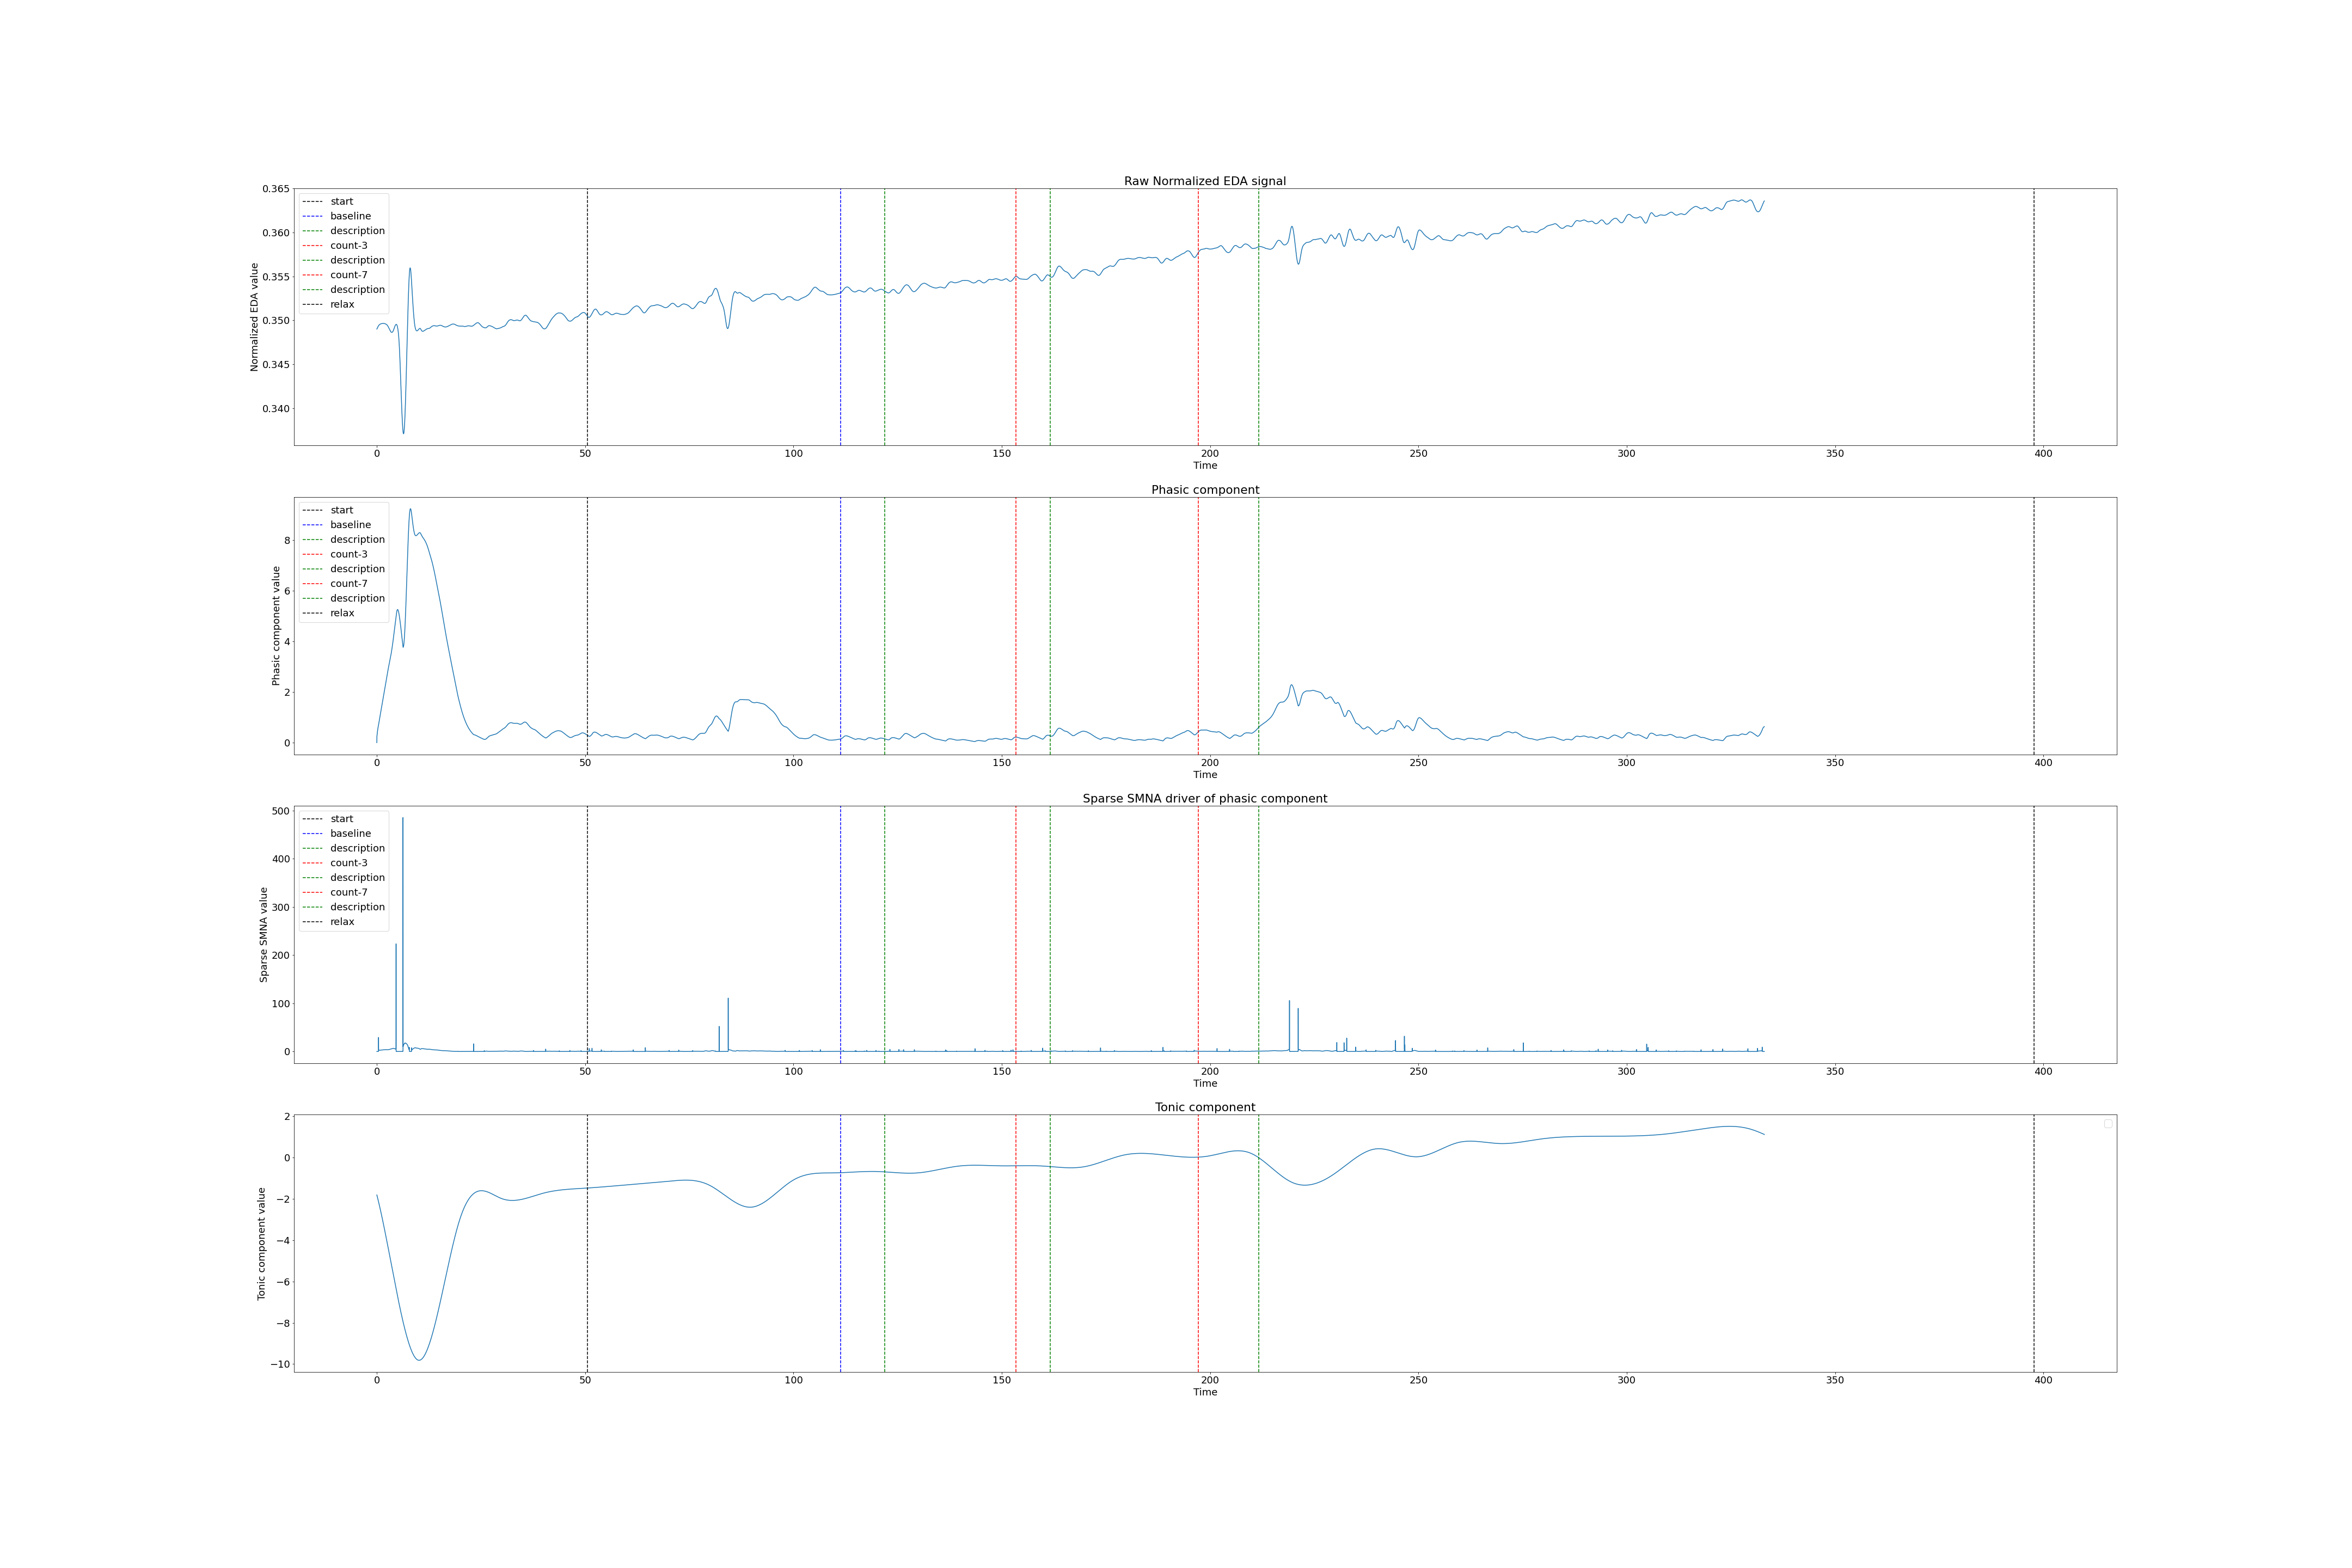 Raw Normalized EDA signal
0.365
0.360
0.355
0.350
0.345
0.340
Normalized EDA value
start
baseline
description
count-3
description
count-7
description
relax
0 50 100 150 200 250 300 350 400
Time
Phasic component
8
6
4
2
0
Phasic component value
start
baseline
description
count-3
description
count-7
description
relax
0 50 100 150 200 250 300 350 400
Time
Sparse SMNA driver of phasic component
500
400
300
200
100
0
Sparse SMNA value
start
baseline
description
count-3
description
count-7
description
relax
0 50 100 150 200 250 300 350 400
Time
Tonic component
2
0
−2
−4
−6
−8
−10
Tonic component value
0 50 100 150 200 250 300 350 400
Time